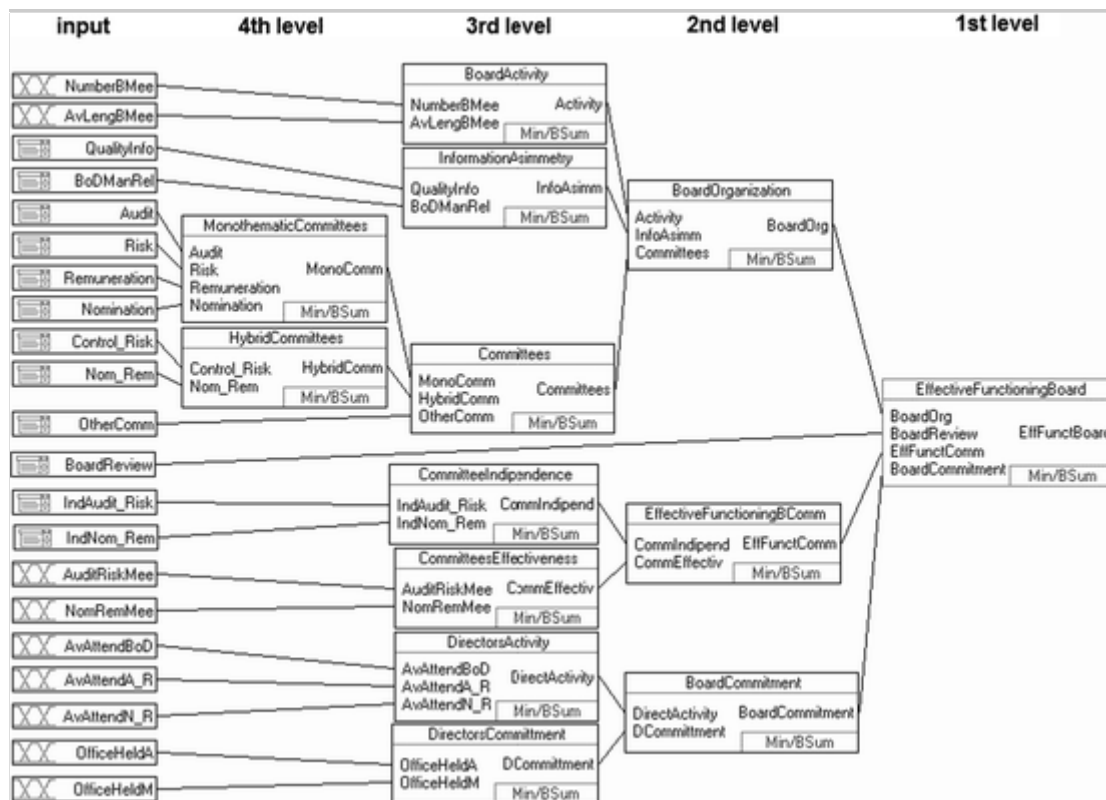 input 4th level 3rd level 2nd level 1st level
NumberBMee
AvLengBMee
QualityInfo
BoDManRel
Audit
Risk
Remuneration
Nomination
Control_Risk
Nom_Rem
OtherComm
BoardReview
IndAudit_Risk
IndNom_Rem
AuditRiskMee
NomRemMee
AvAttendBoD
AvAttendA_R
AvAttendN_R
OfficeHeldA
OfficeHeldM
MonothematicCommittees
Audit
Risk MonoComm
Remuneration
Nomination
Min/BSum
HybridCommittees
Control_Risk HybridComm
Nom_Rem
Min/BSum
BoardActivity
NumberBMee Activity
AvLengBMee
Min/BSum
InformationAsimmetry
QualityInfo InfoAsimm
BoDManRel
Min/BSum
Committees
MonoComm
HybridComm Committees
OtherComm
Min/BSum
CommitteeIndipendence
IndAudit_Risk CommIndipend
IndNom_Rem
Min/BSum
CommitteesEffectiveness
AuditRiskMee CommEffectiv
NomRemMee
Min/BSum
DirectorsActivity
AvAttendBoD
AvAttendA_R DirectActivity
AvAttendN_R
Min/BSum
DirectorsCommittment
OfficeHeldA DCommittment
OfficeHeldM
Min/BSum
BoardOrganization
Activity
InfoAsimm BoardOrg
Committees
Min/BSum
EffectiveFunctioningBComm
CommIndipend EffFunctComm
CommEffectiv
Min/BSum
BoardCommitment
DirectActivity BoardCommitment
DCommittment
Min/BSum
EffectiveFunctioningBoard
BoardOrg
BoardReview EffFunctBoard
EffFunctComm
BoardCommitment
Min/BSum